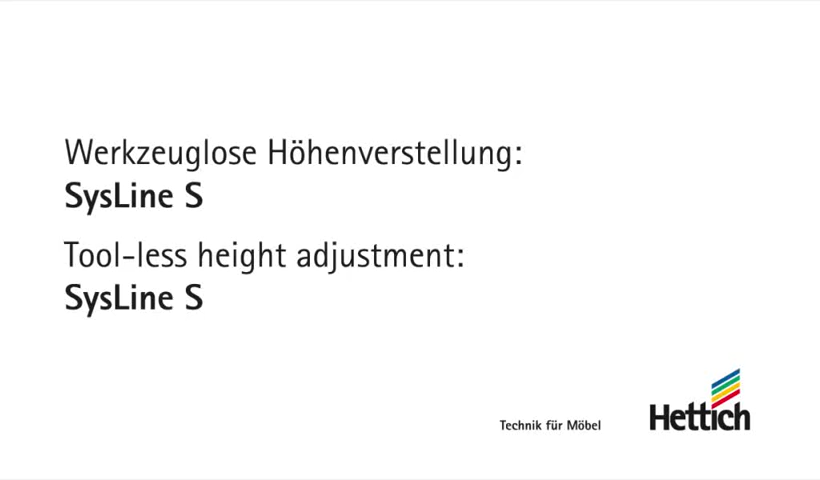 Werkzeuglose Höhenverstellung:
SysLine S
Tool-less height adjustment:
SysLine S
Technik für Möbel
Hettich